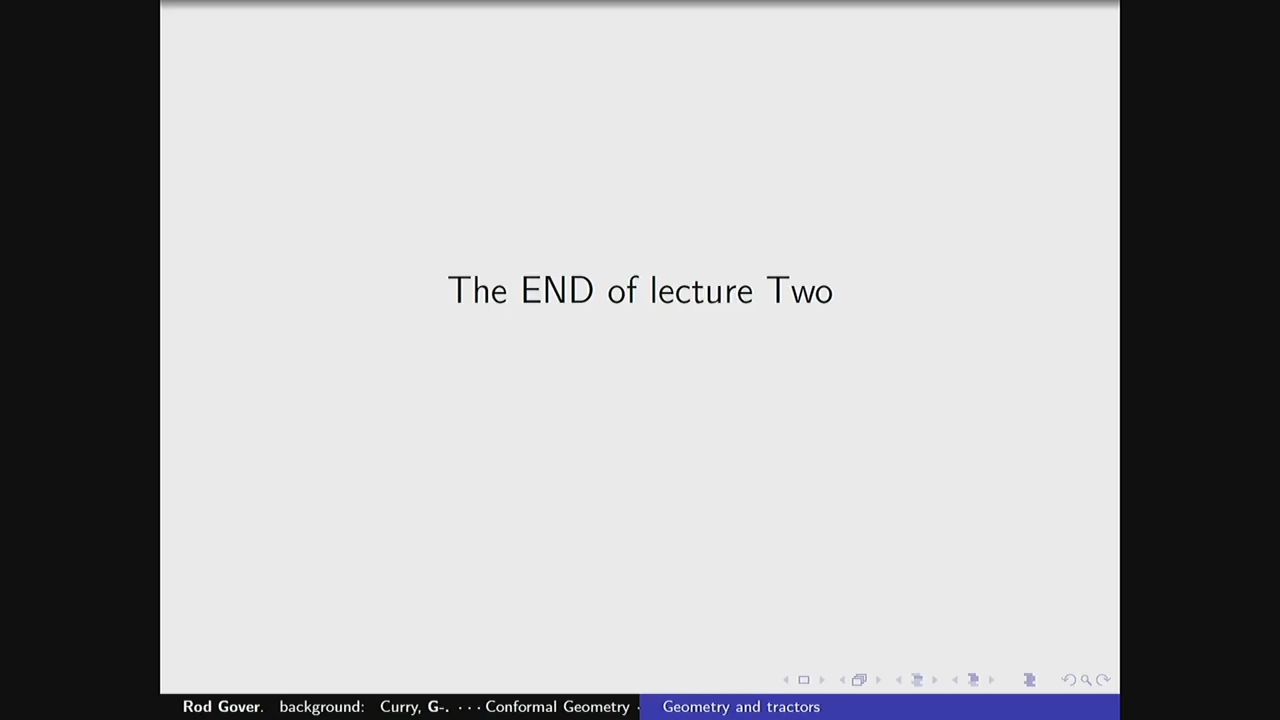 The END of lecture Two
Rod Gover. background: Curry, G-. · · · Conformal Geometry · Geometry and tractors